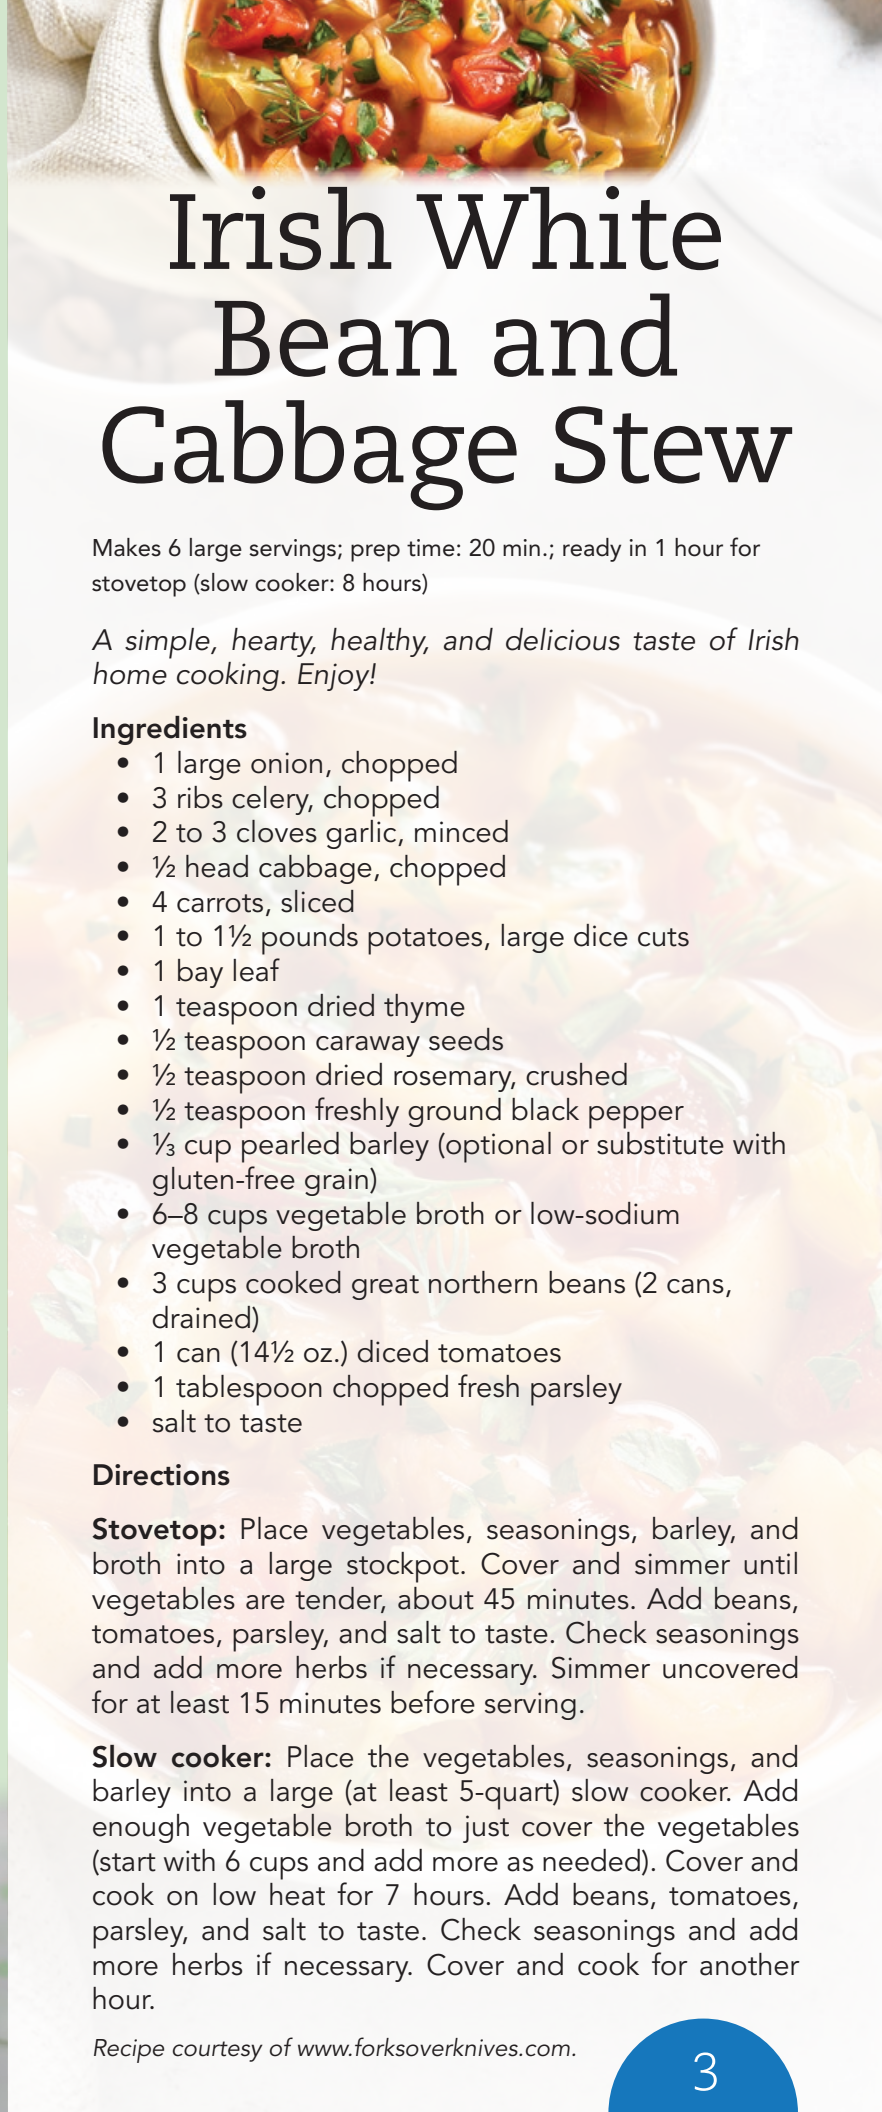 Irish White
Bean and
Cabbage Stew
Makes 6 large servings; prep time: 20 min.; ready in 1 hour for
stovetop (slow cooker: 8 hours)
A simple, hearty, healthy, and delicious taste of Irish
home cooking. Enjoy!
Ingredients
• 1 large onion, chopped
• 3 ribs celery, chopped
• 2 to 3 cloves garlic, minced
• ½ head cabbage, chopped
• 4 carrots, sliced
• 1 to 1½ pounds potatoes, large dice cuts
• 1 bay leaf
• 1 teaspoon dried thyme
• ½ teaspoon caraway seeds
• ½ teaspoon dried rosemary, crushed
• ½ teaspoon freshly ground black pepper
• ⅓ cup pearled barley (optional or substitute with
gluten-free grain)
• 6–8 cups vegetable broth or low-sodium
vegetable broth
• 3 cups cooked great northern beans (2 cans,
drained)
• 1 can (14½ oz.) diced tomatoes
• 1 tablespoon chopped fresh parsley
• salt to taste
Directions
Stovetop: Place vegetables, seasonings, barley, and
broth into a large stockpot. Cover and simmer until
vegetables are tender, about 45 minutes. Add beans,
tomatoes, parsley, and salt to taste. Check seasonings
and add more herbs if necessary. Simmer uncovered
for at least 15 minutes before serving.
Slow cooker: Place the vegetables, seasonings, and
barley into a large (at least 5-quart) slow cooker. Add
enough vegetable broth to just cover the vegetables
(start with 6 cups and add more as needed). Cover and
cook on low heat for 7 hours. Add beans, tomatoes,
parsley, and salt to taste. Check seasonings and add
more herbs if necessary. Cover and cook for another
hour.
Recipe courtesy of www.forksoverknives.com.
3